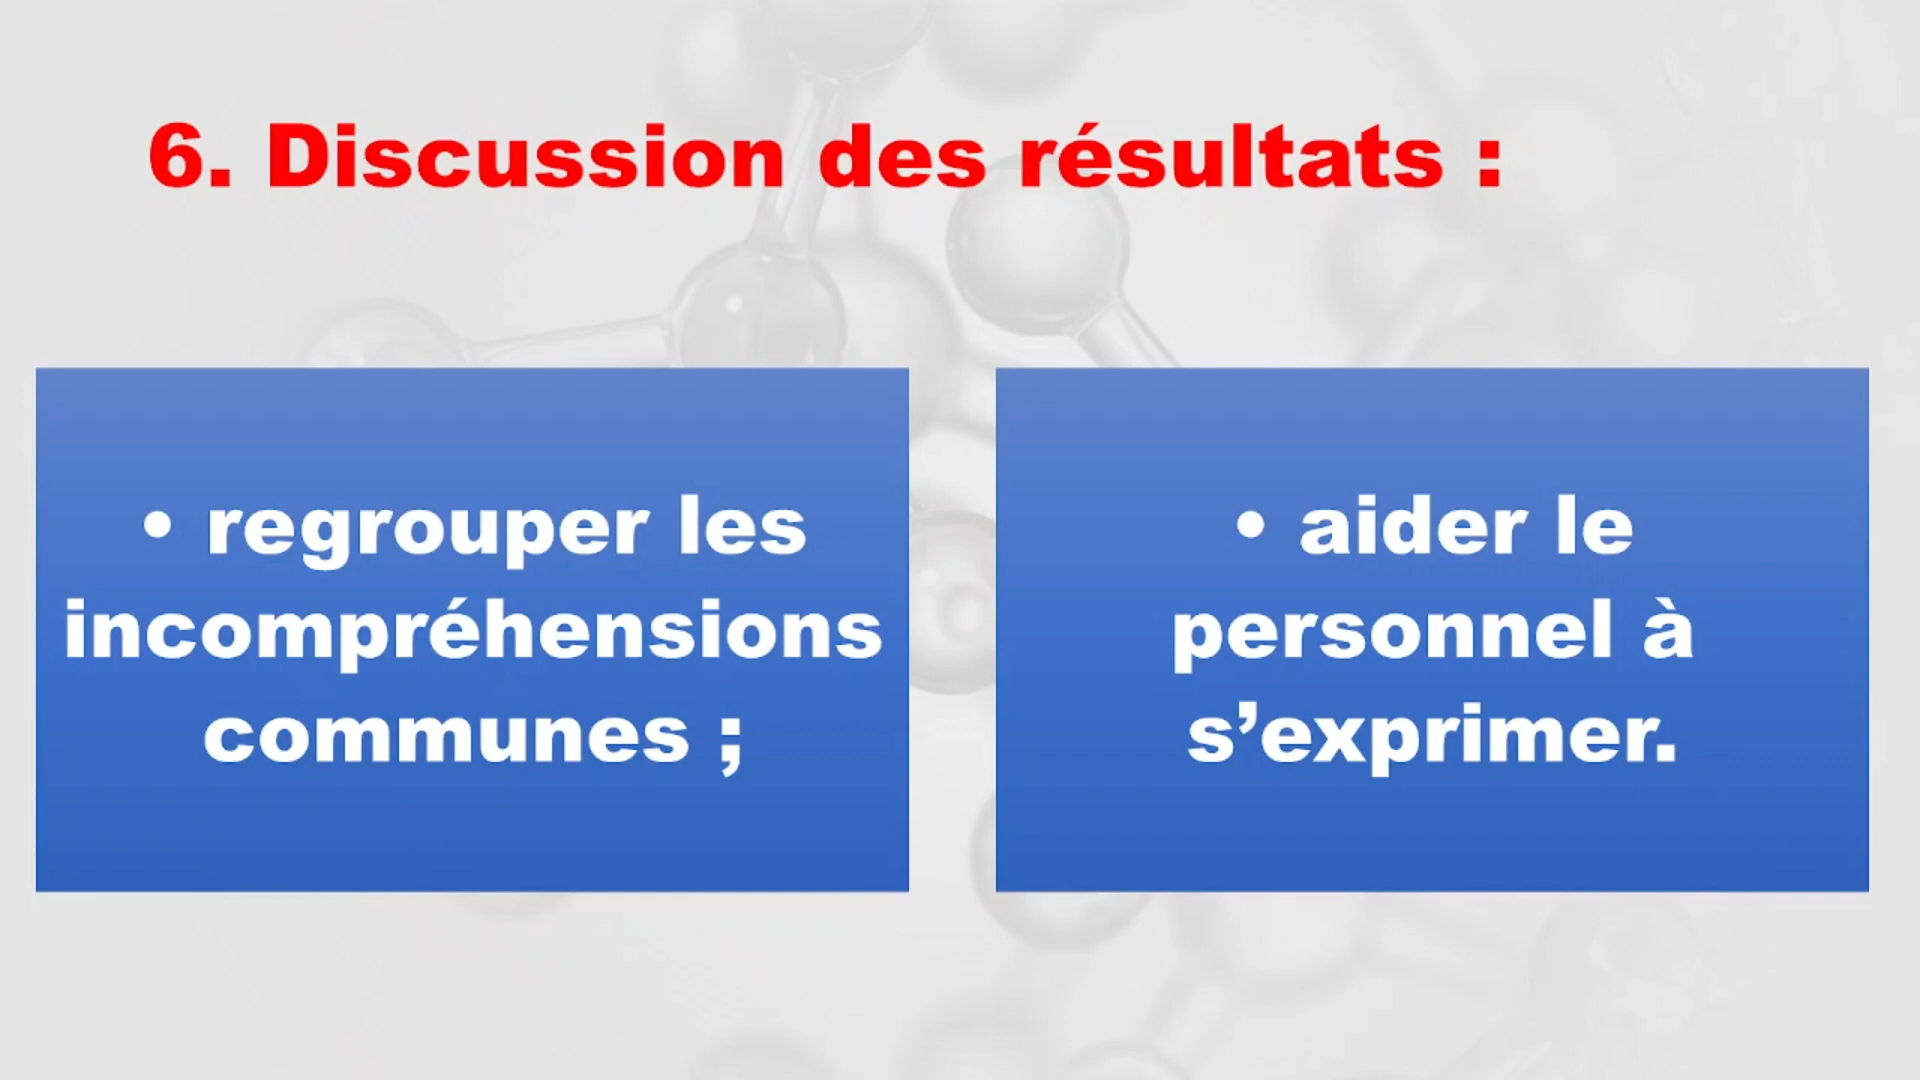 6. Discussion des résultats :
• regrouper les
incompréhensions
communes ;
• aider le
personnel à
s’exprimer.